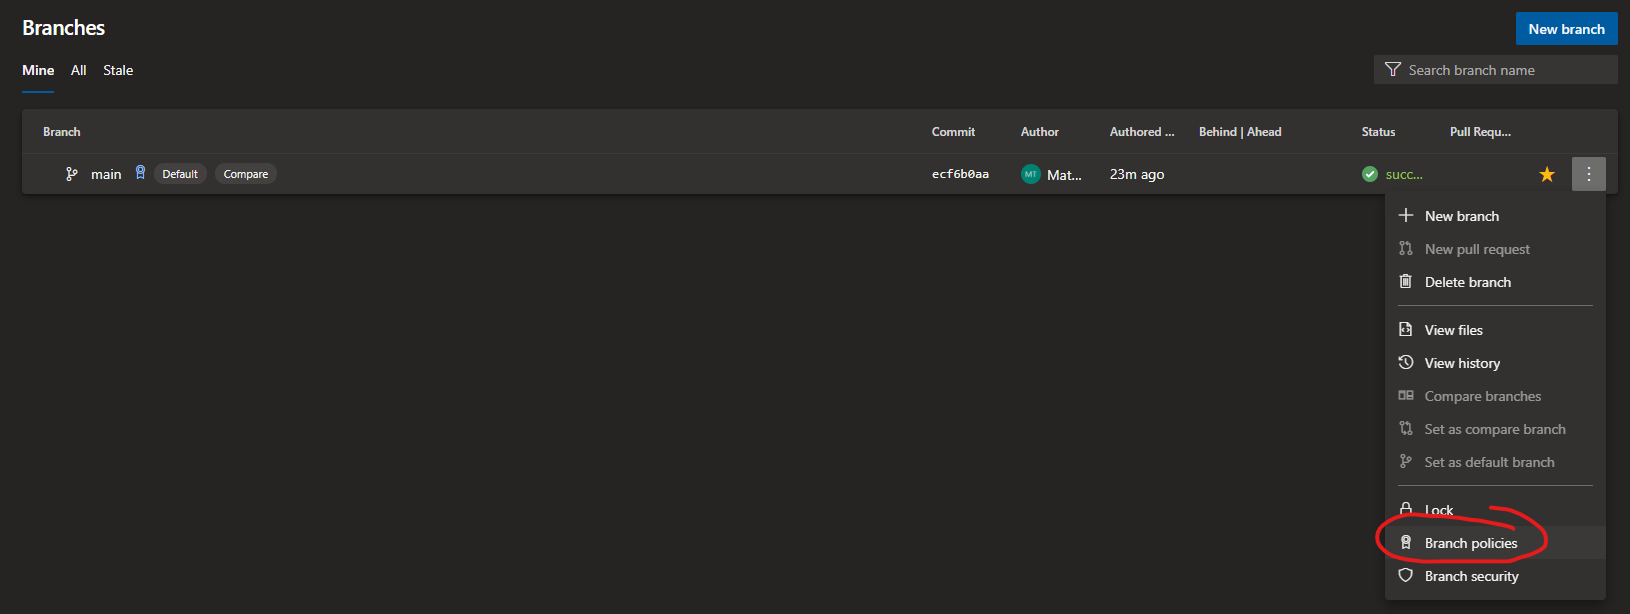 Branches
New branch
Mine All Stale
Search branch name
Branch Commit Author Authored ... Behind | Ahead Status Pull Requ...
main Default Compare ecf6b0aa MT Mat... 23m ago succ...
New branch
New pull request
Delete branch
View files
View history
Compare branches
Set as compare branch
Set as default branch
Lock
Branch policies
Branch security